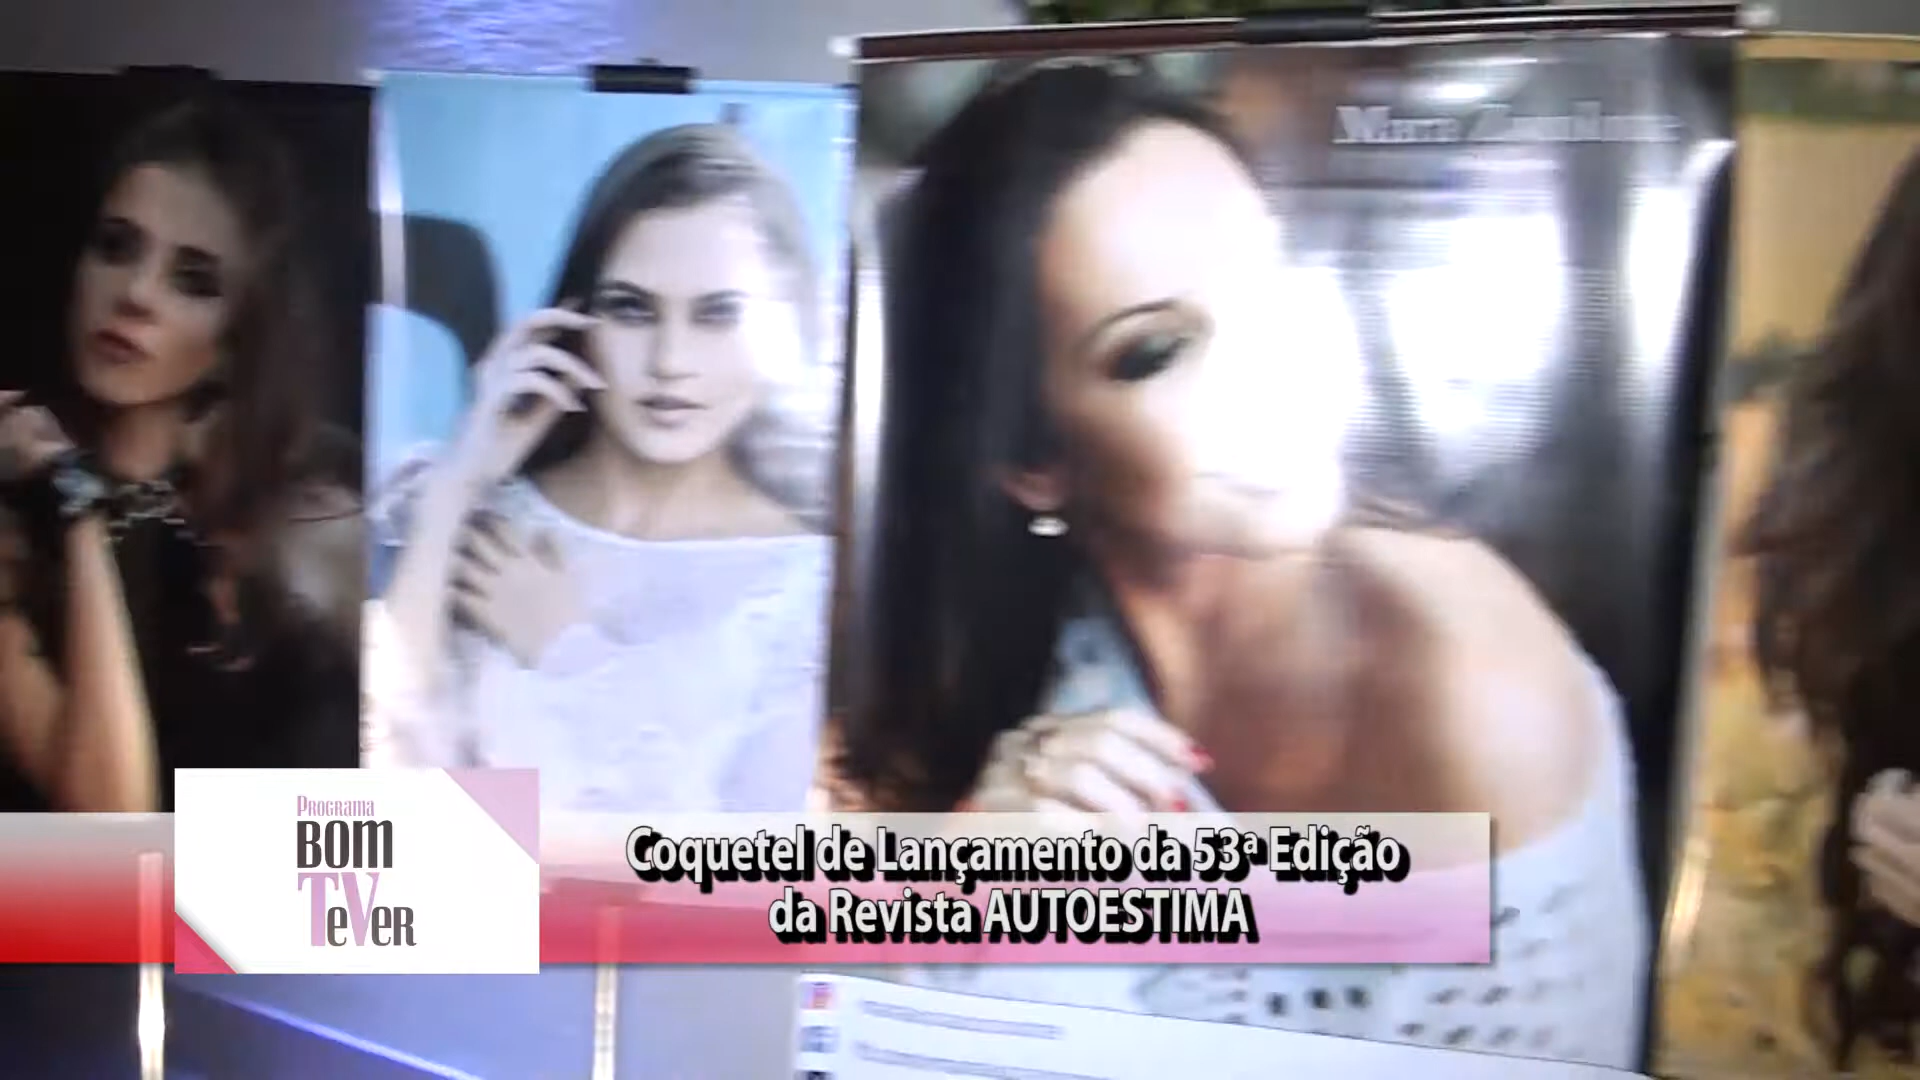 PROGRAMA
BOM
TEVER
Coquetel de Lançamento da 53ª Edição
da Revista AUTOESTIMA